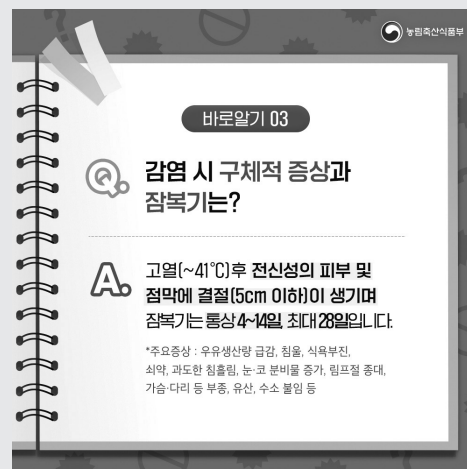 농림축산식품부
바로알기 03
Q. 감염 시 구체적 증상과
잠복기는?
A. 고열(~41℃)후 전신성의 피부 및
점막에 결절(5cm 이하)이 생기며
잠복기는 통상 4~14일, 최대 28일입니다.
*주요증상 : 우유생산량 급감, 침울, 식욕부진,
쇠약, 과도한 침흘림, 눈·코 분비물 증가, 림프절 종대,
가슴·다리 등 부종, 유산, 수소 불임 등